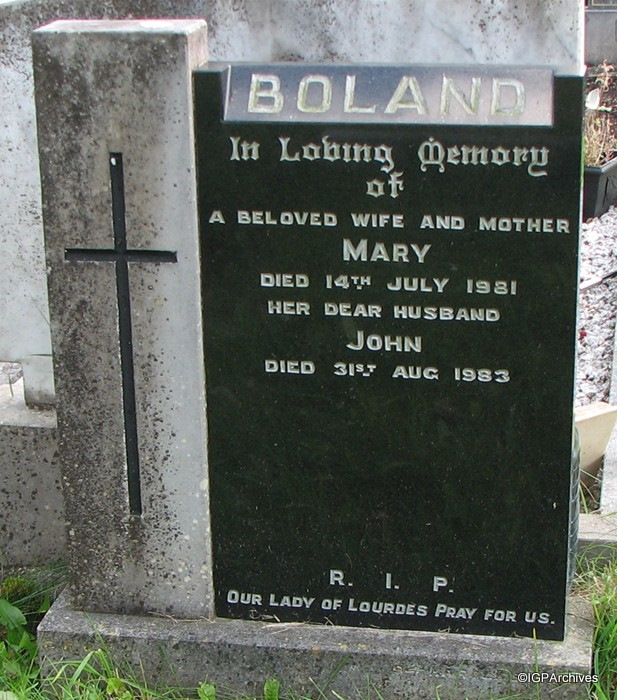 BOLAND
In Loving Memory
of
A BELOVED WIFE AND MOTHER
MARY
DIED 14TH JULY 1981
HER DEAR HUSBAND
JOHN
DIED 31ST AUG 1983
R. I. P.
OUR LADY OF LOURDES PRAY FOR US.
©IGPArchives